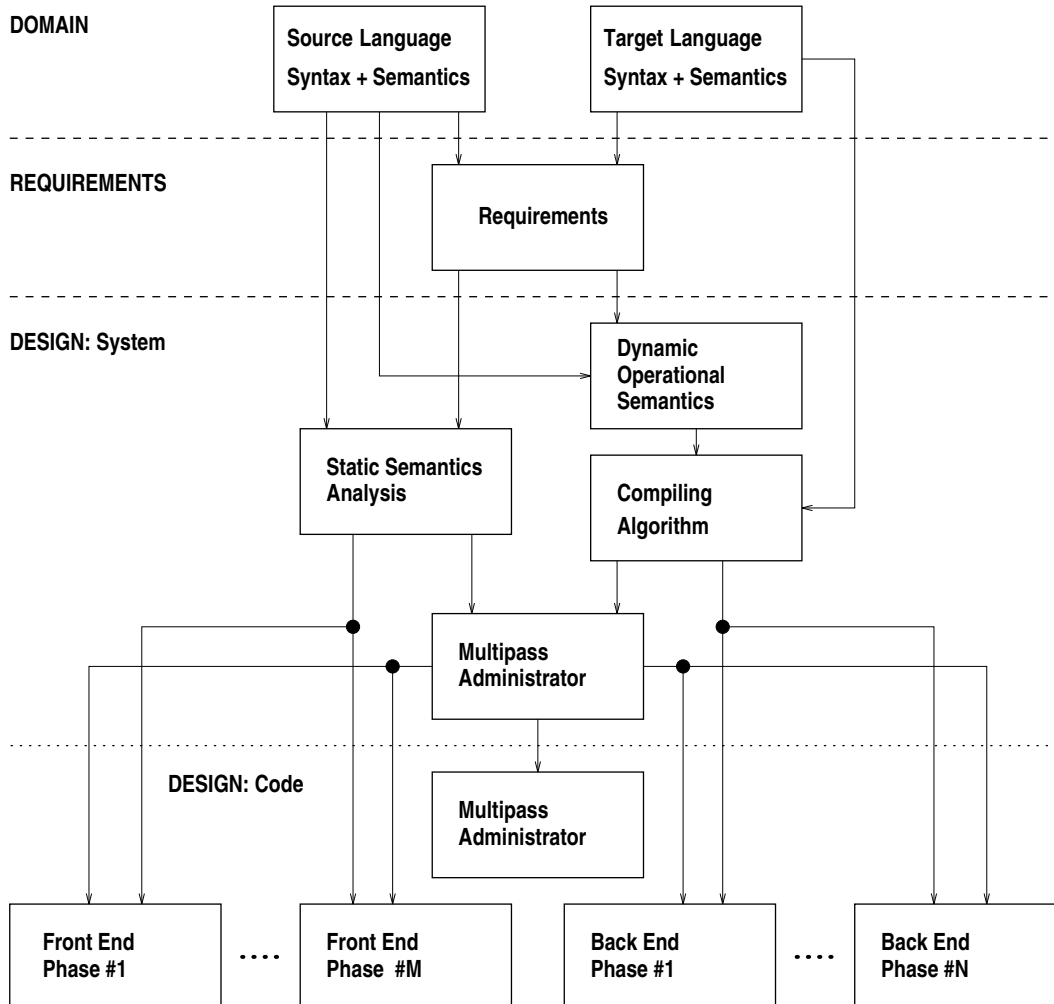 DOMAIN
Source Language
Syntax + Semantics
Target Language
Syntax + Semantics
REQUIREMENTS
Requirements
DESIGN: System
Dynamic
Operational
Semantics
Static Semantics
Analysis
Compiling
Algorithm
Multipass
Administrator
DESIGN: Code
Multipass
Administrator
Front End
Phase #1
....
Front End
Phase #M
Back End
Phase #1
....
Back End
Phase #N